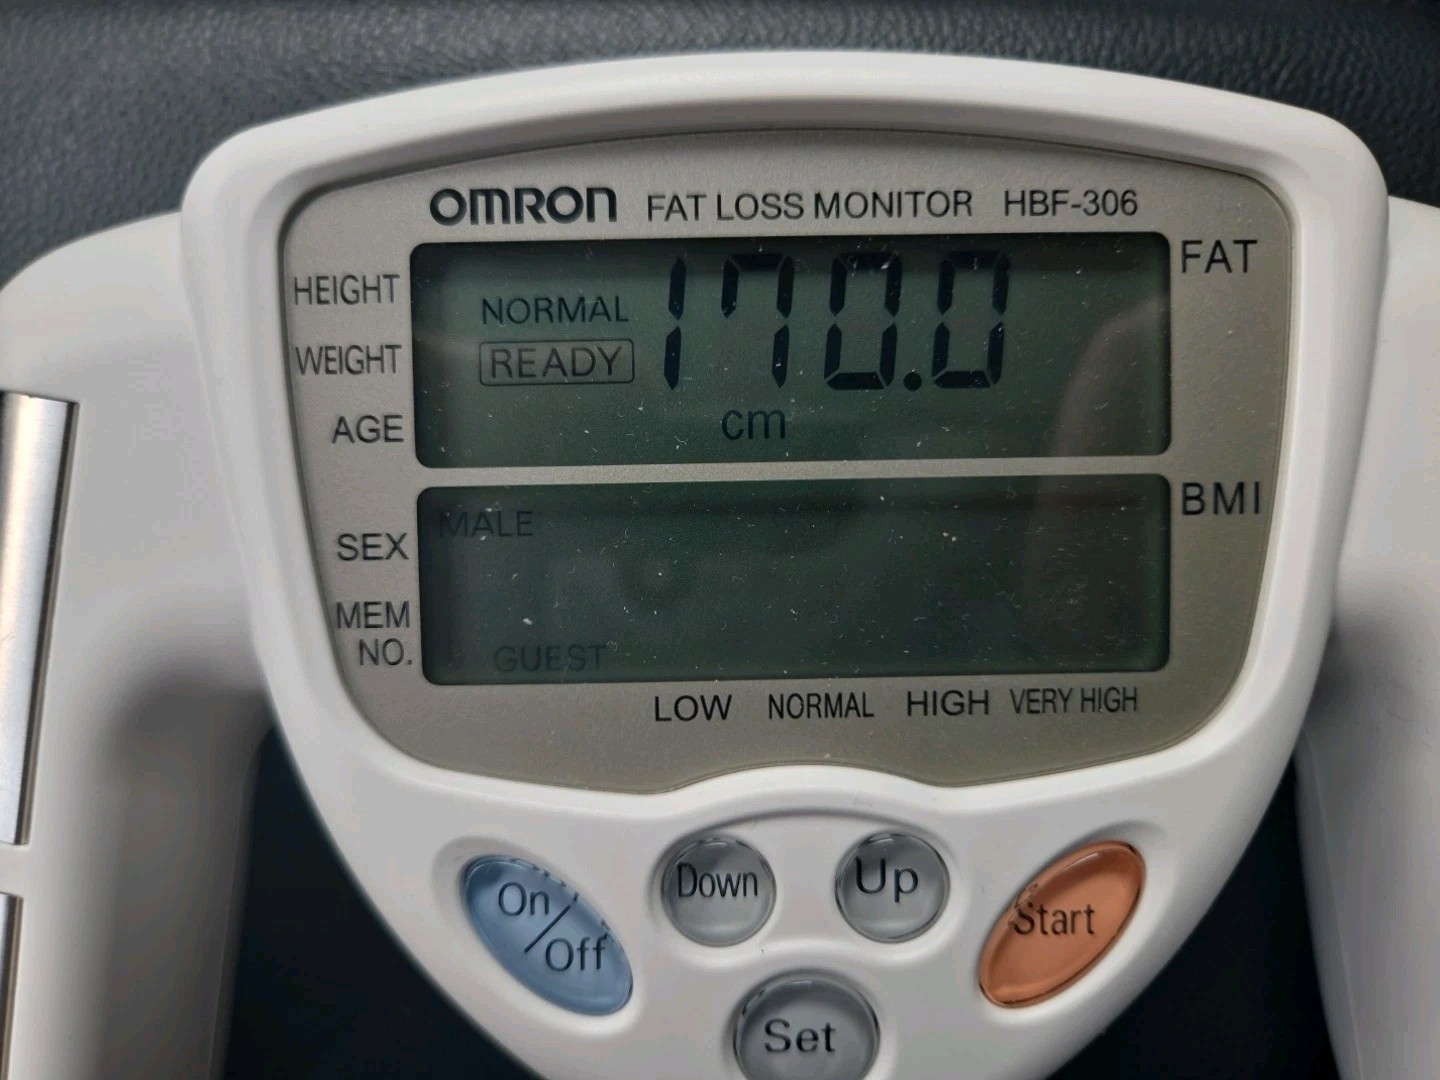 OMRON FAT LOSS MONITOR HBF-306
HEIGHT
WEIGHT
AGE
NORMAL
READY
170.0
cm
FAT
SEX
MEM
NO.
MALE
GUEST
BMI
LOW NORMAL HIGH VERY HIGH
On/Off
Down
Up
Start
Set